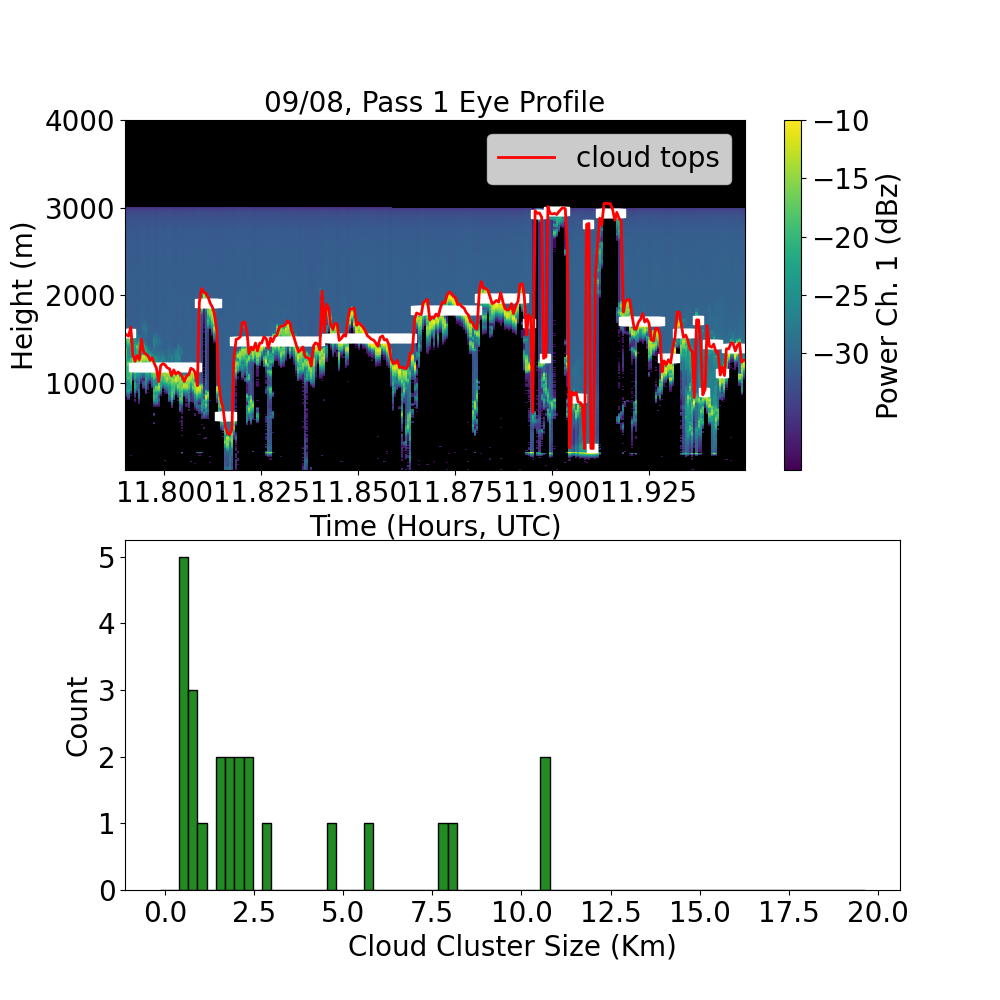 09/08, Pass 1 Eye Profile
4000
3000
2000
1000
Height (m)
cloud tops
−10
−15
−20
−25
−30
Power Ch. 1 (dBz)
11.800 11.825 11.850 11.875 11.900 11.925
Time (Hours, UTC)
5
4
3
2
1
0
Count
0.0 2.5 5.0 7.5 10.0 12.5 15.0 17.5 20.0
Cloud Cluster Size (Km)